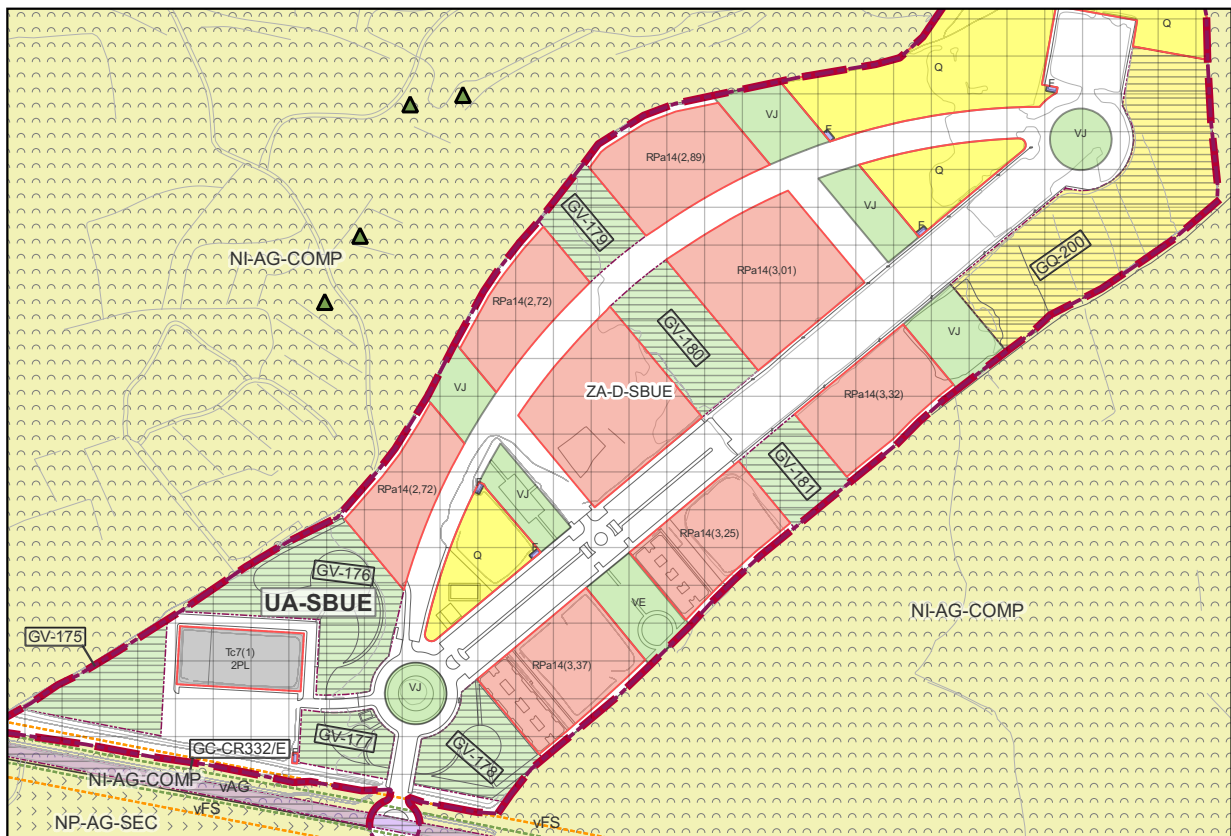 Q
Q
E
VJ
VJ
RPa14(2,89)
E
Q
VJ
E
GV-179
GQ-200
NI-AG-COMP
RPa14(3,01)
RPa14(2,72)
GV-180
VJ
VJ
ZA-D-SBUE
RPa14(3,32)
RPa14(2,72)
E
VJ
GV-181
RPa14(3,25)
E
Q
GV-176
UA-SBUE
VE
NI-AG-COMP
GV-175
Tc7(1)
2PL
RPa14(3,37)
VJ
GV-177
GC-CR332/E
GV-178
NI-AG-COMP
vAG
vFS
NP-AG-SEC
vFS